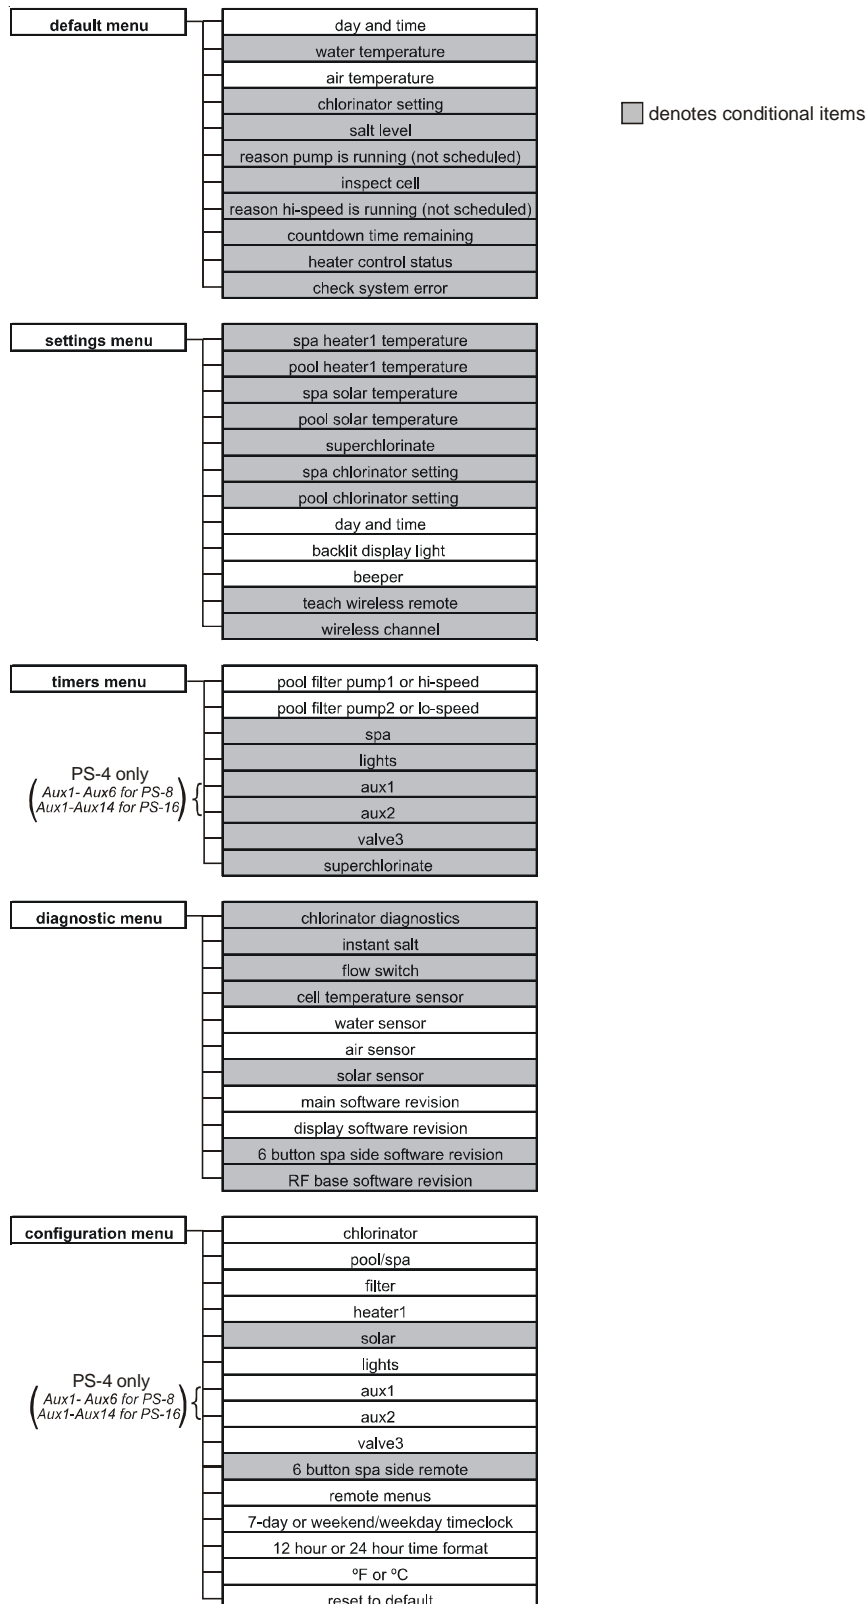 default menu
day and time
water temperature
air temperature
chlorinator setting
salt level
reason pump is running (not scheduled)
inspect cell
reason hi-speed is running (not scheduled)
countdown time remaining
heater control status
check system error
denotes conditional items
settings menu
spa heater1 temperature
pool heater1 temperature
spa solar temperature
pool solar temperature
superchlorinate
spa chlorinator setting
pool chlorinator setting
day and time
backlit display light
beeper
teach wireless remote
wireless channel
timers menu
pool filter pump1 or hi-speed
pool filter pump2 or lo-speed
spa
lights
PS-4 only
(Aux1- Aux6 for PS-8
Aux1-Aux14 for PS-16)
aux1
aux2
valve3
superchlorinate
diagnostic menu
chlorinator diagnostics
instant salt
flow switch
cell temperature sensor
water sensor
air sensor
solar sensor
main software revision
display software revision
6 button spa side software revision
RF base software revision
configuration menu
chlorinator
pool/spa
filter
heater1
solar
lights
PS-4 only
(Aux1- Aux6 for PS-8
Aux1-Aux14 for PS-16)
aux1
aux2
valve3
6 button spa side remote
remote menus
7-day or weekend/weekday timeclock
12 hour or 24 hour time format
ºF or ºC
reset to default